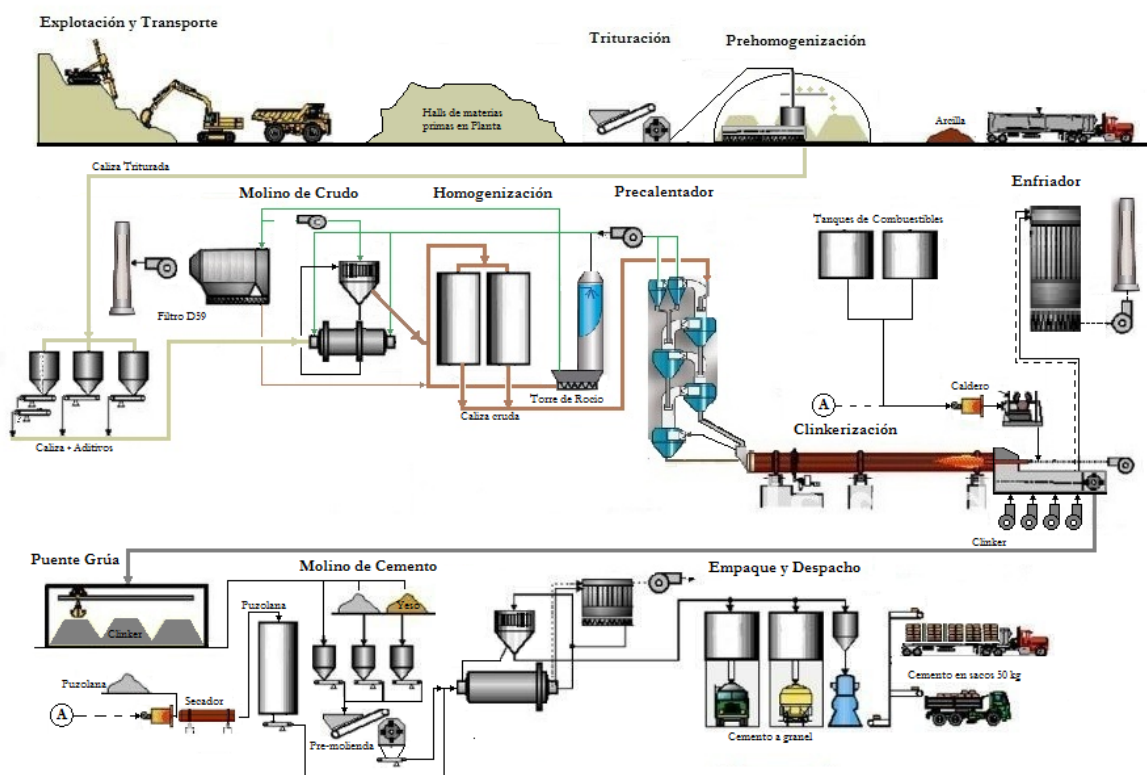 Explotación y Transporte
Trituración
Prehomogenización
Halls de materias
primas en Planta
Arcilla
Caliza Triturada
Molino de Crudo
Homogenización
Precalentador
Enfriador
Tanques de Combustibles
Filtro D39
Torre de Rocio
Caliza cruda
Caliza + Aditivos
A
Caldero
Clinkerización
Clinker
Puente Grúa
Molino de Cemento
Empaque y Despacho
Puzolana
Yeso
Clinker
Puzolana
Secador
A
Pre-molienda
Cemento en sacos 50 kg
Cemento a granel